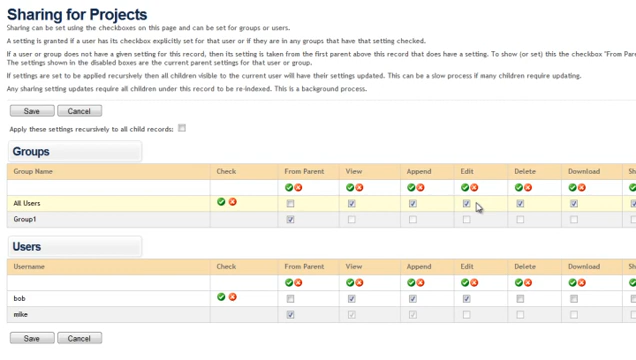 Sharing for Projects
Sharing can be set using the checkboxes on this page and can be set for groups or users.
A setting is granted if a user has its checkbox explicitly set for that user or if they are in any groups that have that setting checked.
If a user or group does not have a given setting for this record, then its setting is taken from the first parent above this record that does have a setting. To show (or set) this the checkbox "From Par
The settings shown in the disabled boxes are the current parent settings for that user or group.
If settings are set to be applied recursively then all children visible to the current user will have their settings updated. This can be a slow process if many children require updating.
Any sharing setting updates require all children under this record to be re-indexed. This is a background process.
Save Cancel
Apply these settings recursively to all child records:
Groups
Group Name Check From Parent View Append Edit Delete Download Sh
All Users
Group1
Users
Username Check From Parent View Append Edit Delete Download Sh
bob
mike
Save Cancel